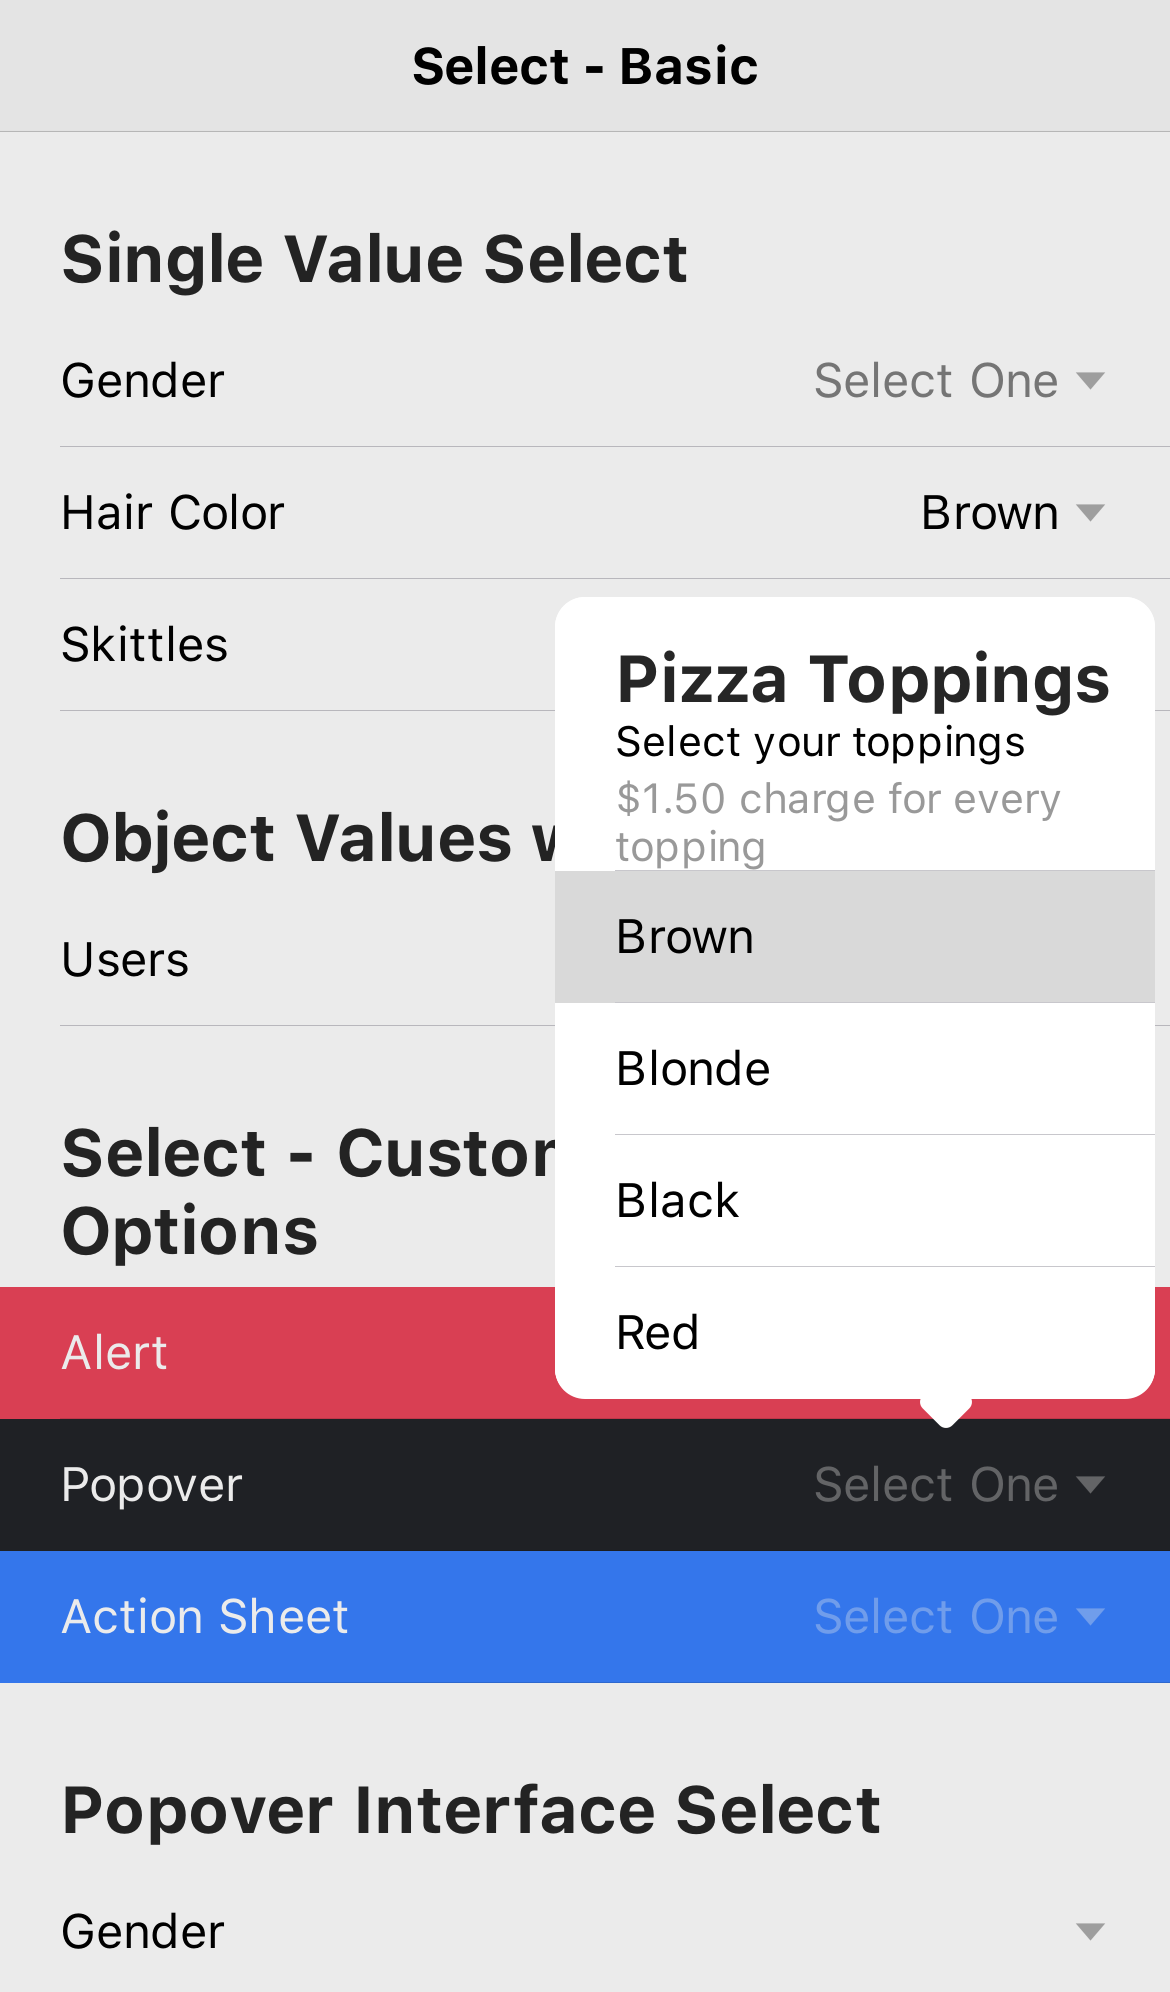 Select - Basic
Single Value Select
Gender Select One
Hair Color Brown
Skittles
Object Values
Users
Select -
Options
Alert
Pizza Toppings
Select your toppings
$1.50 charge for every
topping
Brown
Blonde
Black
Red
Popover Select One
Action Sheet Select One
Popover Interface Select
Gender